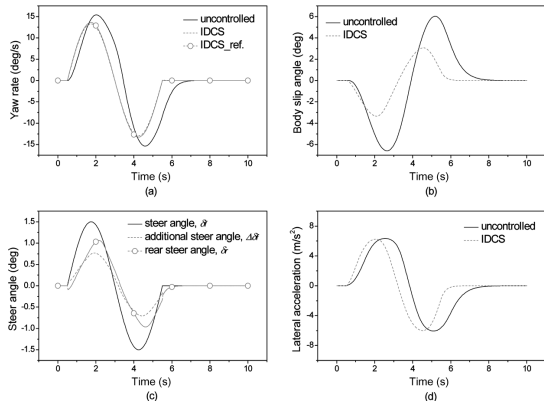 uncontrolled
IDCS
IDCS_ref.
Yaw rate (deg/s)
15
10
5
0
-5
-10
-15
0 2 4 6 8 10
Time (s)
(a)
uncontrolled
IDCS
Body slip angle (deg)
6
4
2
0
-2
-4
-6
0 2 4 6 8 10
Time (s)
(b)
steer angle, δf
additional steer angle, Δδf
rear steer angle, δr
Steer angle (deg)
1.5
1.0
0.5
0.0
-0.5
-1.0
-1.5
0 2 4 6 8 10
Time (s)
(c)
uncontrolled
IDCS
Lateral acceleration (m/s²)
8
4
0
-4
-8
0 2 4 6 8 10
Time (s)
(d)